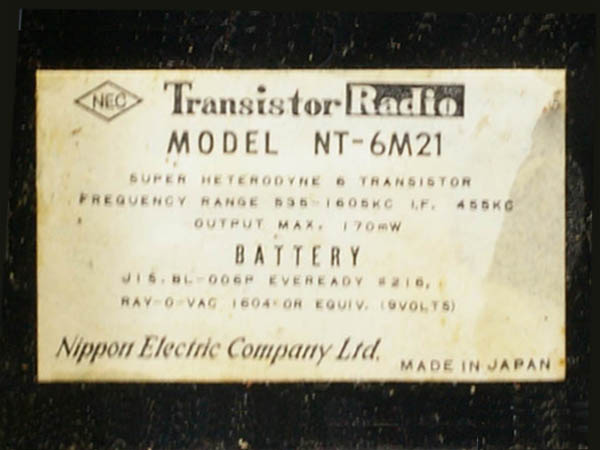 NEC Transistor Radio
MODEL NT-6M21
SUPER HETERODYNE 6 TRANSISTOR
FREQUENCY RANGE 535-1605KC I.F. 455KC
OUTPUT MAX. 170mW
BATTERY
JIS.BL-006P EVEREADY #216,
RAY-O-VAC 1604 OR EQUIV. (9VOLTS)
Nippon Electric Company Ltd.
MADE IN JAPAN